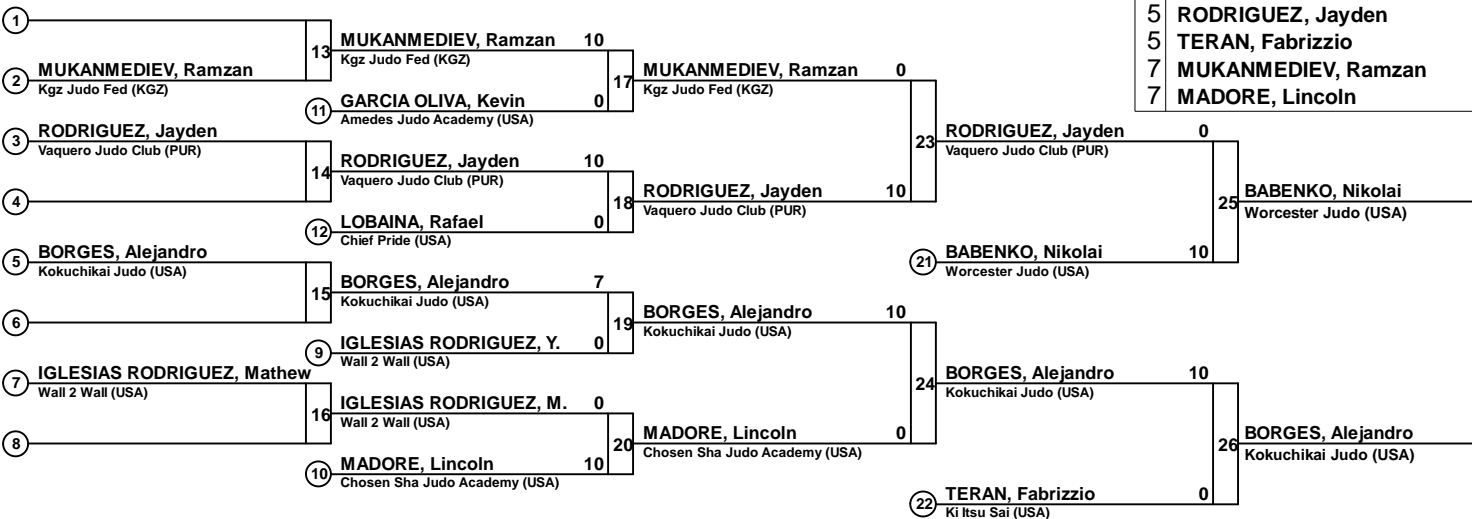 5 RODRIGUEZ, Jayden
5 TERAN, Fabrizzio
7 MUKANMEDIEV, Ramzan
7 MADORE, Lincoln
1
2 MUKANMEDIEV, Ramzan
Kgz Judo Fed (KGZ)
3 RODRIGUEZ, Jayden
Vaquero Judo Club (PUR)
4
5 BORGES, Alejandro
Kokuchikai Judo (USA)
6
7 IGLESIAS RODRIGUEZ, Mathew
Wall 2 Wall (USA)
8
13
MUKANMEDIEV, Ramzan 10
Kgz Judo Fed (KGZ)
11 GARCIA OLIVA, Kevin 0
Amedes Judo Academy (USA)
14
RODRIGUEZ, Jayden 10
Vaquero Judo Club (PUR)
12 LOBAINA, Rafael 0
Chief Pride (USA)
15
BORGES, Alejandro 7
Kokuchikai Judo (USA)
9 IGLESIAS RODRIGUEZ, Y. 0
Wall 2 Wall (USA)
16
IGLESIAS RODRIGUEZ, M. 0
Wall 2 Wall (USA)
10 MADORE, Lincoln 10
Chosen Sha Judo Academy (USA)
17
MUKANMEDIEV, Ramzan 0
Kgz Judo Fed (KGZ)
18
RODRIGUEZ, Jayden 10
Vaquero Judo Club (PUR)
19
BORGES, Alejandro 10
Kokuchikai Judo (USA)
20
MADORE, Lincoln 0
Chosen Sha Judo Academy (USA)
23
RODRIGUEZ, Jayden 0
Vaquero Judo Club (PUR)
21 BABENKO, Nikolai 10
Worcester Judo (USA)
24
BORGES, Alejandro 10
Kokuchikai Judo (USA)
22 TERAN, Fabrizzio 0
Ki Itsu Sai (USA)
25
BABENKO, Nikolai
Worcester Judo (USA)
26
BORGES, Alejandro
Kokuchikai Judo (USA)